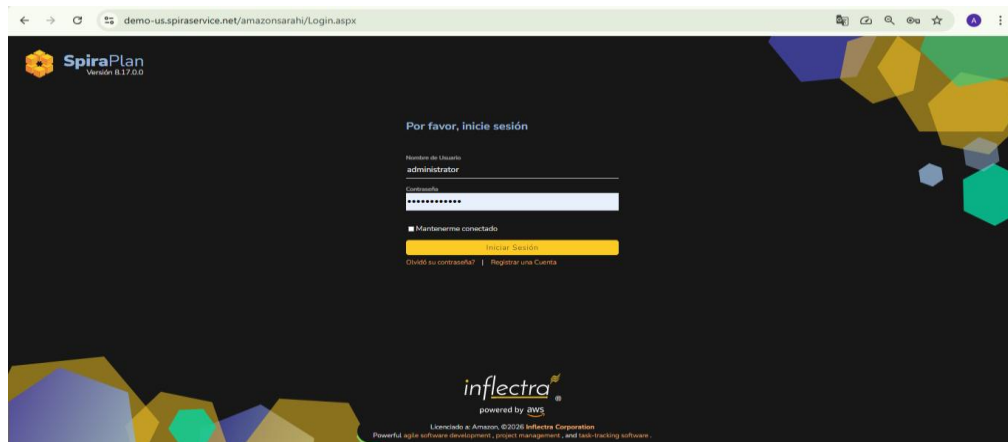 demo-us.spiraservice.net/amazonsarahi/Login.aspx
A
SpiraPlan
Versión 8.17.0.0
Por favor, inicie sesión
Nombre de Usuario
administrator
Contraseña
••••••••••••
Mantenerme conectado
Iniciar Sesión
Olvidó su contraseña? | Registrar una Cuenta
inflectra®
powered by aws
Licenciado a: Amazon, ©2026 Inflectra Corporation
Powerful agile software development , project management , and task-tracking software .